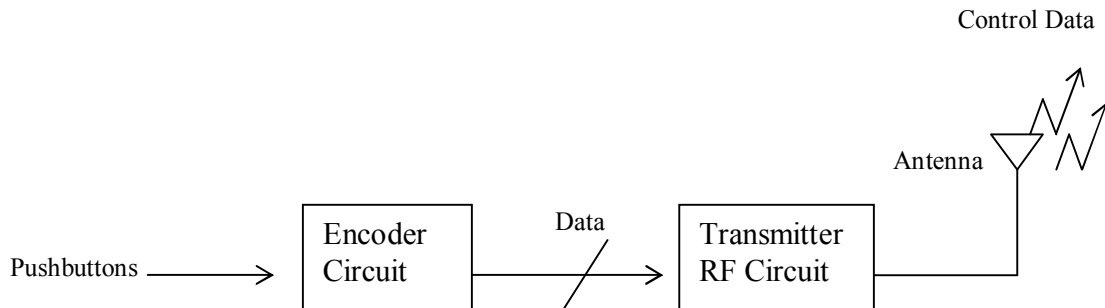 Control Data
Antenna
Data
Encoder
Circuit
Transmitter
RF Circuit
Pushbuttons